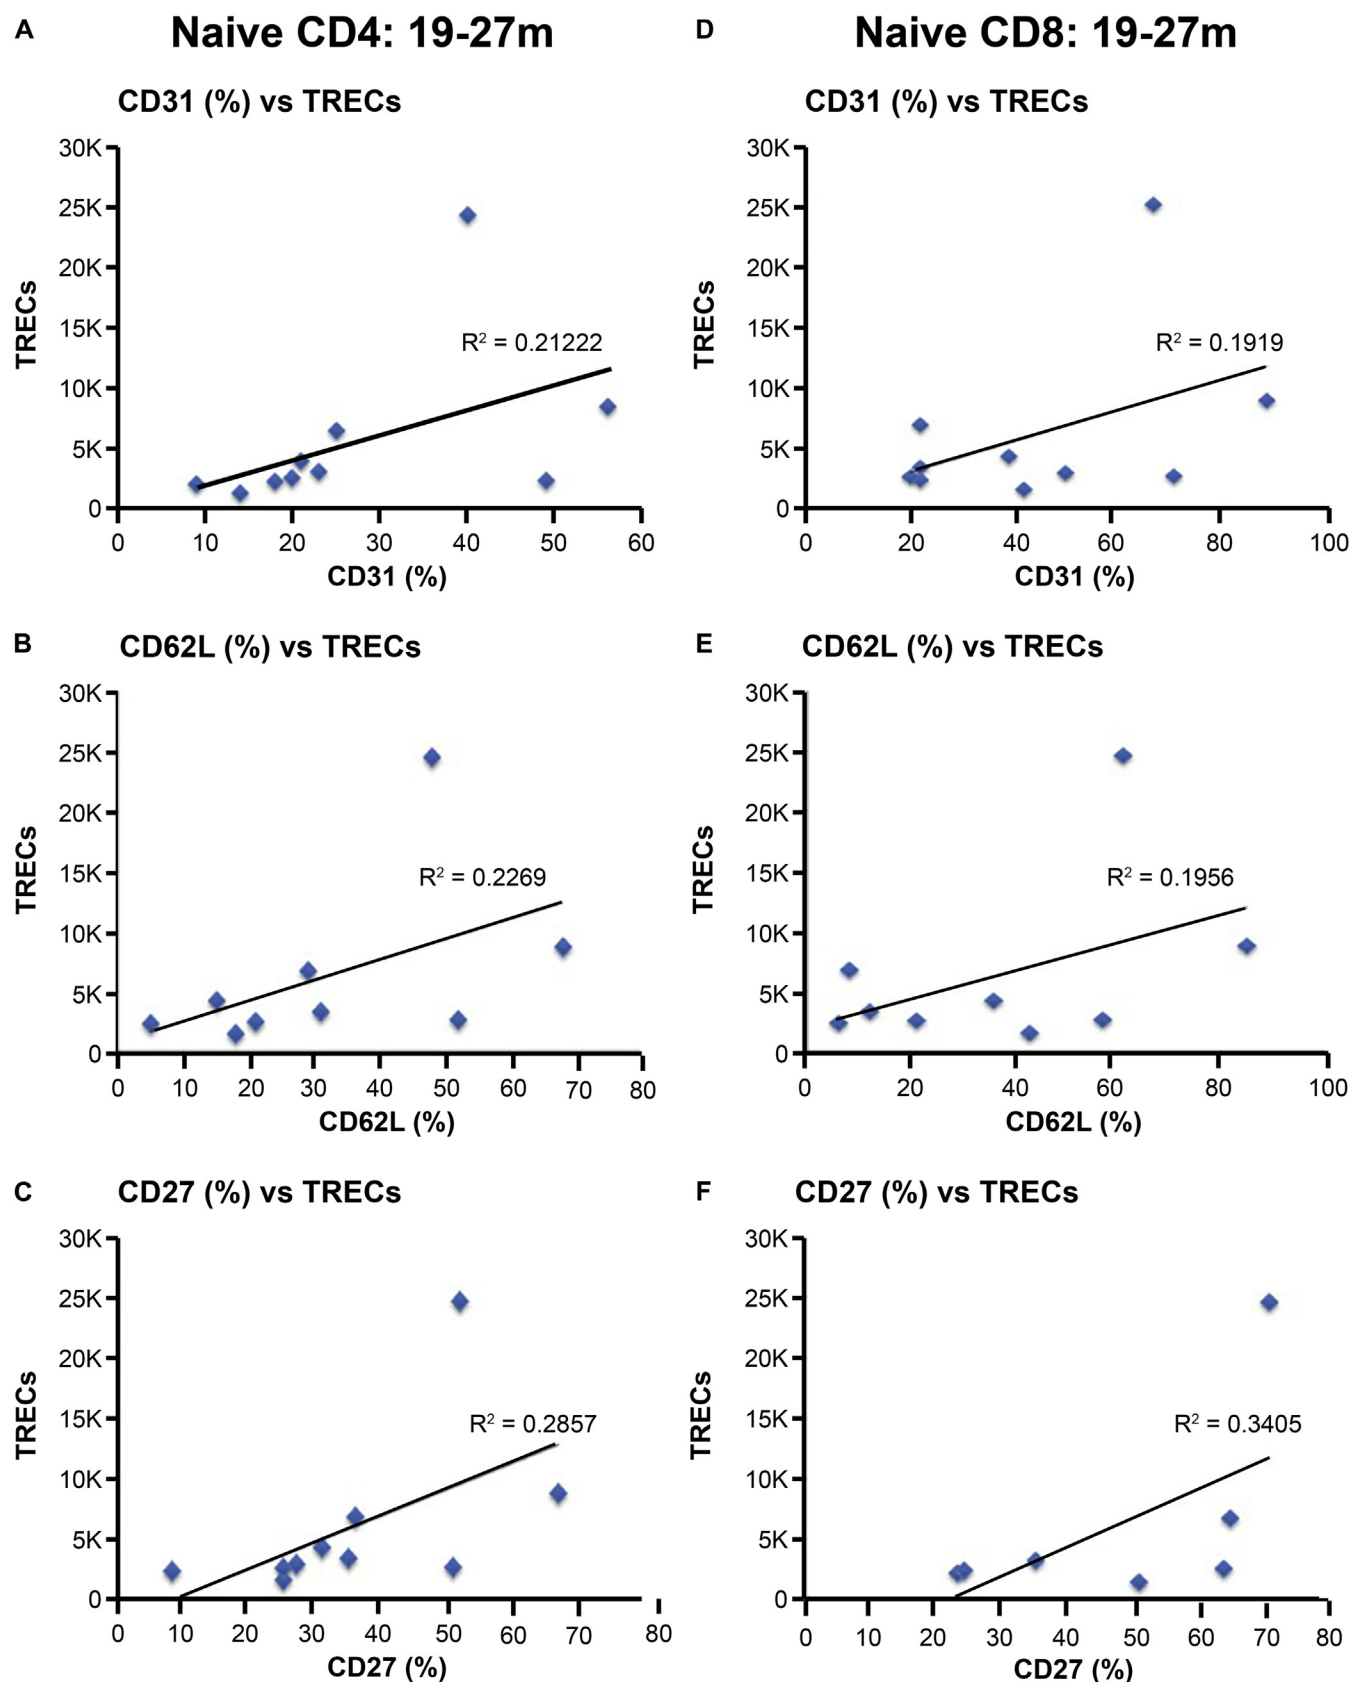 A Naive CD4: 19-27m
CD31 (%) vs TRECs
30K
25K
20K
15K
10K
5K
0
TRECs
R² = 0.21222
0 10 20 30 40 50 60
CD31 (%)
B CD62L (%) vs TRECs
30K
25K
20K
15K
10K
5K
0
TRECs
R² = 0.2269
0 10 20 30 40 50 60 70 80
CD62L (%)
C CD27 (%) vs TRECs
30K
25K
20K
15K
10K
5K
0
TRECs
R² = 0.2857
0 10 20 30 40 50 60 70 80
CD27 (%)
D Naive CD8: 19-27m
CD31 (%) vs TRECs
30K
25K
20K
15K
10K
5K
0
TRECs
R² = 0.1919
0 20 40 60 80 100
CD31 (%)
E CD62L (%) vs TRECs
30K
25K
20K
15K
10K
5K
0
TRECs
R² = 0.1956
0 20 40 60 80 100
CD62L (%)
F CD27 (%) vs TRECs
30K
25K
20K
15K
10K
5K
0
TRECs
R² = 0.3405
0 10 20 30 40 50 60 70 80
CD27 (%)